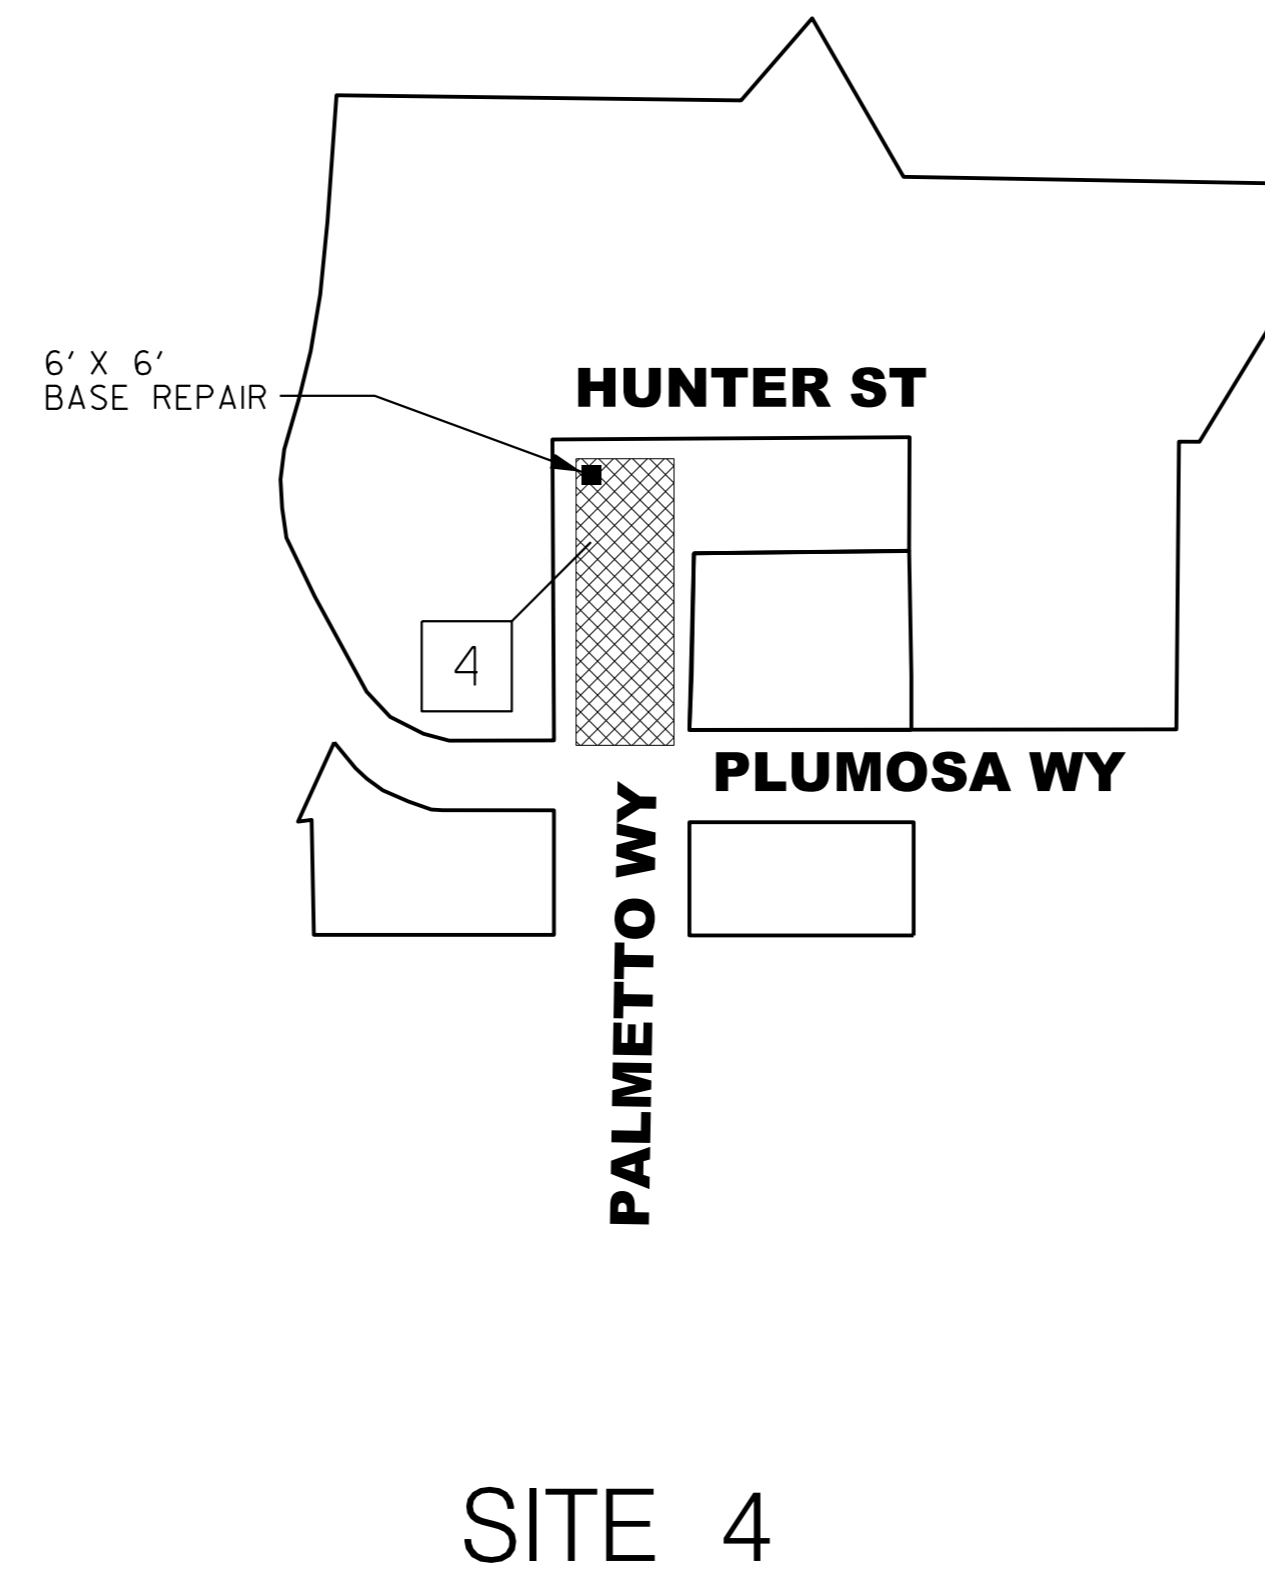 6' X 6'
BASE REPAIR
HUNTER ST
4
PLUMOSA WY
PALMETTO WY
SITE 4